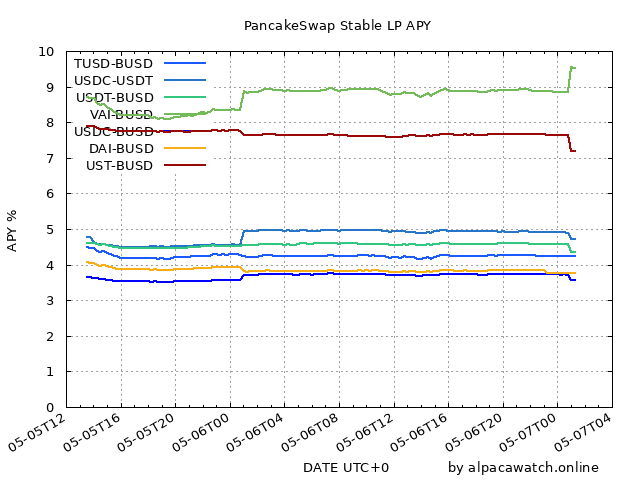 PancakeSwap Stable LP APY
10
9
8
7
6
5
4
3
2
1
0
APY %
TUSD-BUSD
USDC-USDT
USDT-BUSD
VAI-BUSD
USDC-BUSD
DAI-BUSD
UST-BUSD
05-05T12
05-05T16
05-05T20
05-06T00
05-06T04
05-06T08
05-06T12
05-06T16
05-06T20
05-07T00
05-07T04
DATE UTC+0
by alpacawatch.online